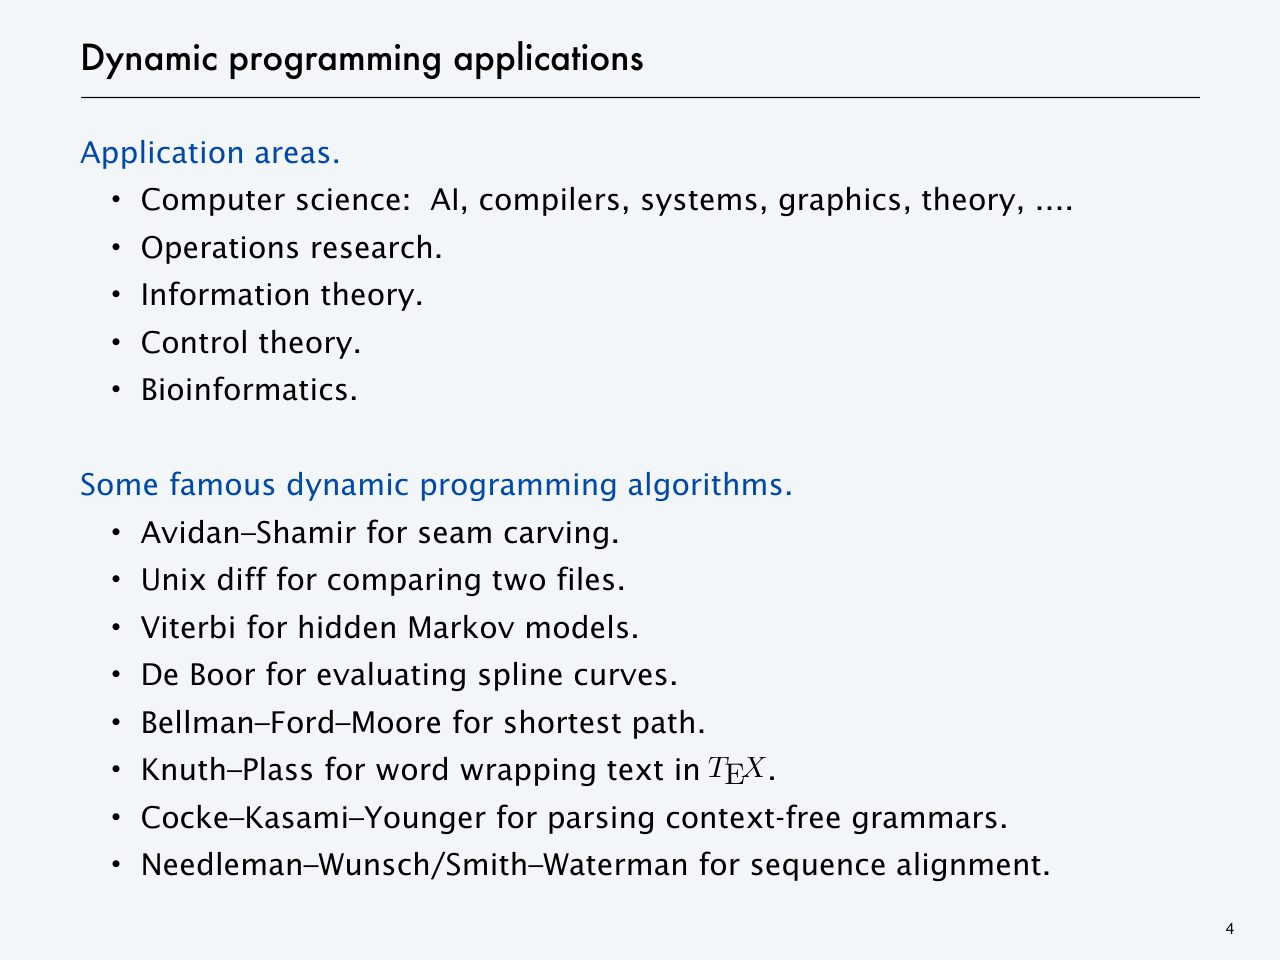 Dynamic programming applications
Application areas.
・ Computer science:  AI, compilers, systems, graphics, theory, ....
・ Operations research.
・ Information theory.
・ Control theory.
・ Bioinformatics.
Some famous dynamic programming algorithms.
・ Avidan–Shamir for seam carving.
・ Unix diff for comparing two files.
・ Viterbi for hidden Markov models.
・ De Boor for evaluating spline curves.
・ Bellman–Ford–Moore for shortest path.
・ Knuth–Plass for word wrapping text in TEX.
・ Cocke–Kasami–Younger for parsing context-free grammars.
・ Needleman–Wunsch/Smith–Waterman for sequence alignment.
4